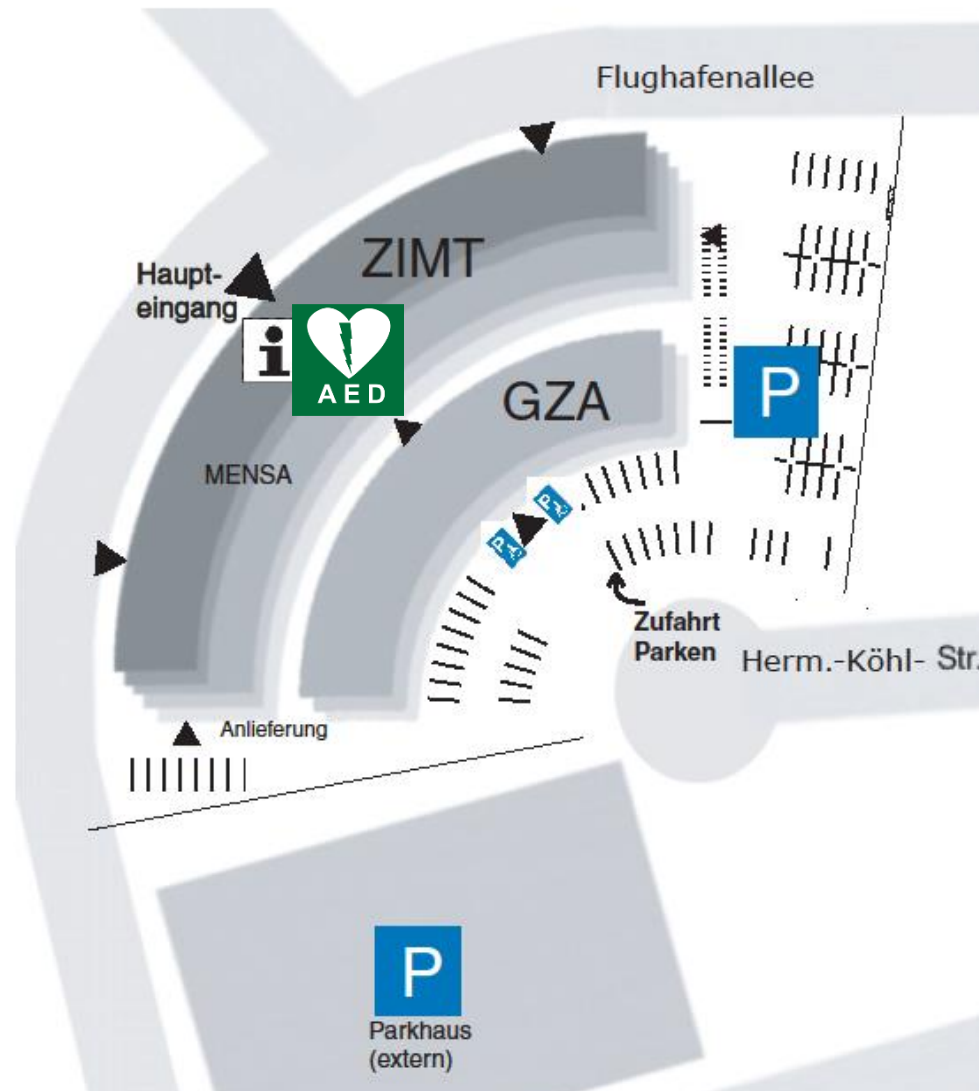 Flughafenallee
ZIMT
Haupt-
eingang
i
AED
GZA
P
MENSA
P
P
Zufahrt
Parken
Herm.-Köhl- Str.
Anlieferung
P
Parkhaus
(extern)